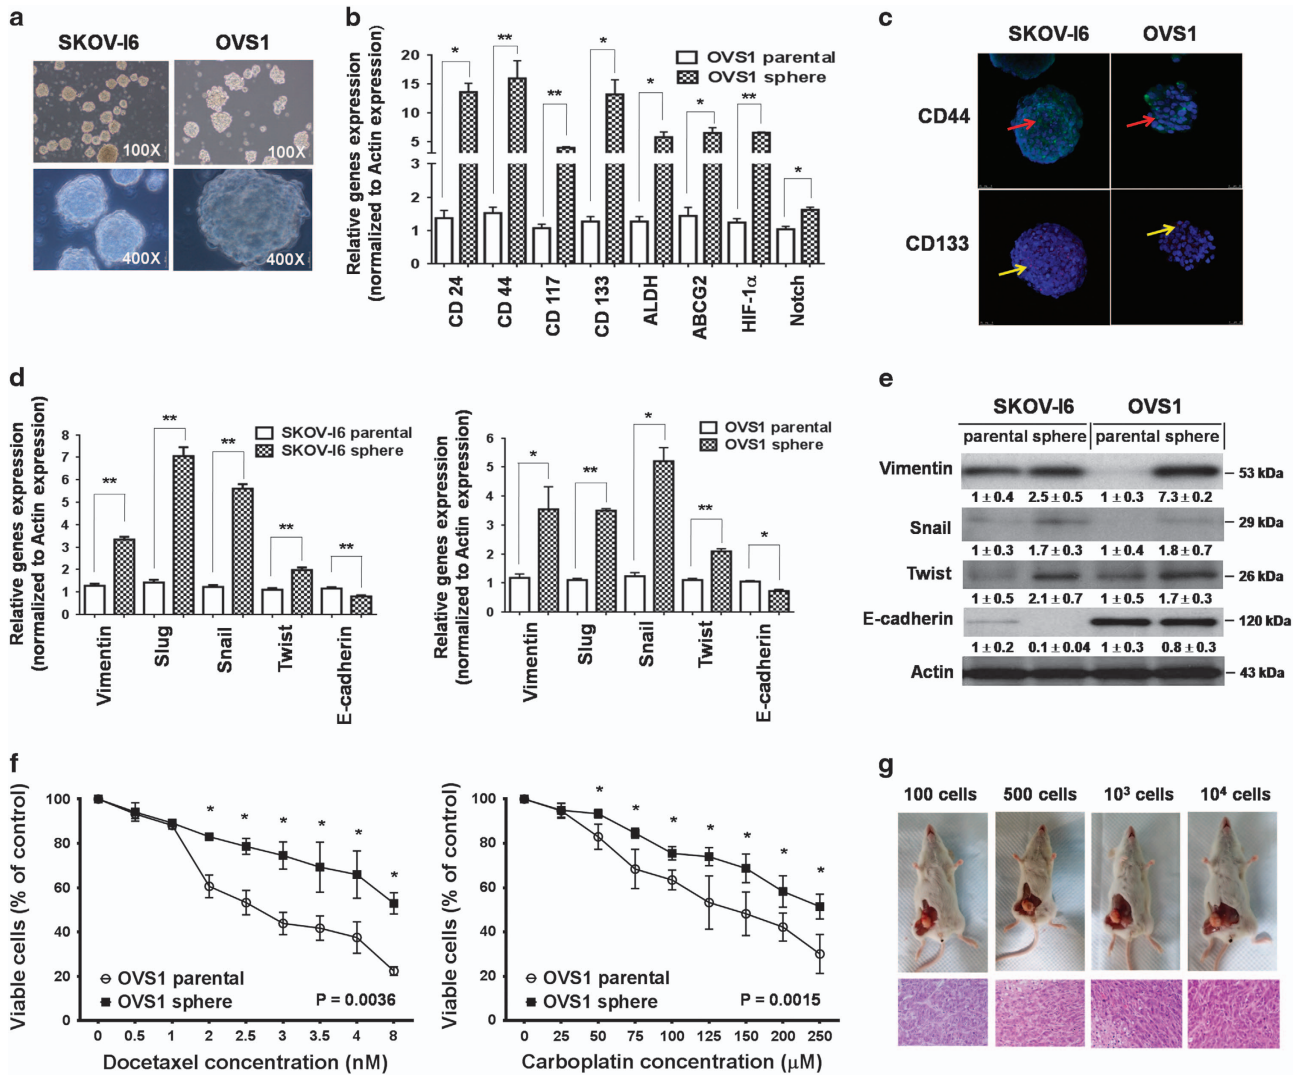 a
SKOV-I6 OVS1
100X 100X
400X 400X
b
Relative genes expression
(normalized to Actin expression)
20
15
10
5
3
2
1
0
OVS1 parental
OVS1 sphere
* ** ** * * * ** *
CD 24 CD 44 CD 117 CD 133 ALDH ABCG2 HIF-1α Notch
c
SKOV-I6 OVS1
CD44
CD133
d
Relative genes expression
(normalized to Actin expression)
8
7
6
5
4
3
2
1
0
SKOV-I6 parental
SKOV-I6 sphere
** ** ** ** **
Vimentin Slug Snail Twist E-cadherin
Relative genes expression
(normalized to Actin expression)
6
5
4
3
2
1
0
OVS1 parental
OVS1 sphere
* ** * ** *
Vimentin Slug Snail Twist E-cadherin
e
SKOV-I6 OVS1
parental sphere parental sphere
Vimentin 53 kDa
1 ± 0.4 2.5 ± 0.5 1 ± 0.3 7.3 ± 0.2
Snail 29 kDa
1 ± 0.3 1.7 ± 0.3 1 ± 0.4 1.8 ± 0.7
Twist 26 kDa
1 ± 0.5 2.1 ± 0.7 1 ± 0.5 1.7 ± 0.3
E-cadherin 120 kDa
1 ± 0.2 0.1 ± 0.04 1 ± 0.3 0.8 ± 0.3
Actin 43 kDa
f
Viable cells (% of control)
100
80
60
40
20
0
* * * * * *
OVS1 parental
OVS1 sphere
P = 0.0036
0 0.5 1 2 2.5 3 3.5 4 8
Docetaxel concentration (nM)
Viable cells (% of control)
100
80
60
40
20
0
* * * * * * *
OVS1 parental
OVS1 sphere
P = 0.0015
0 25 50 75 100 125 150 200 250
Carboplatin concentration (µM)
g
100 cells 500 cells 10³ cells 10⁴ cells